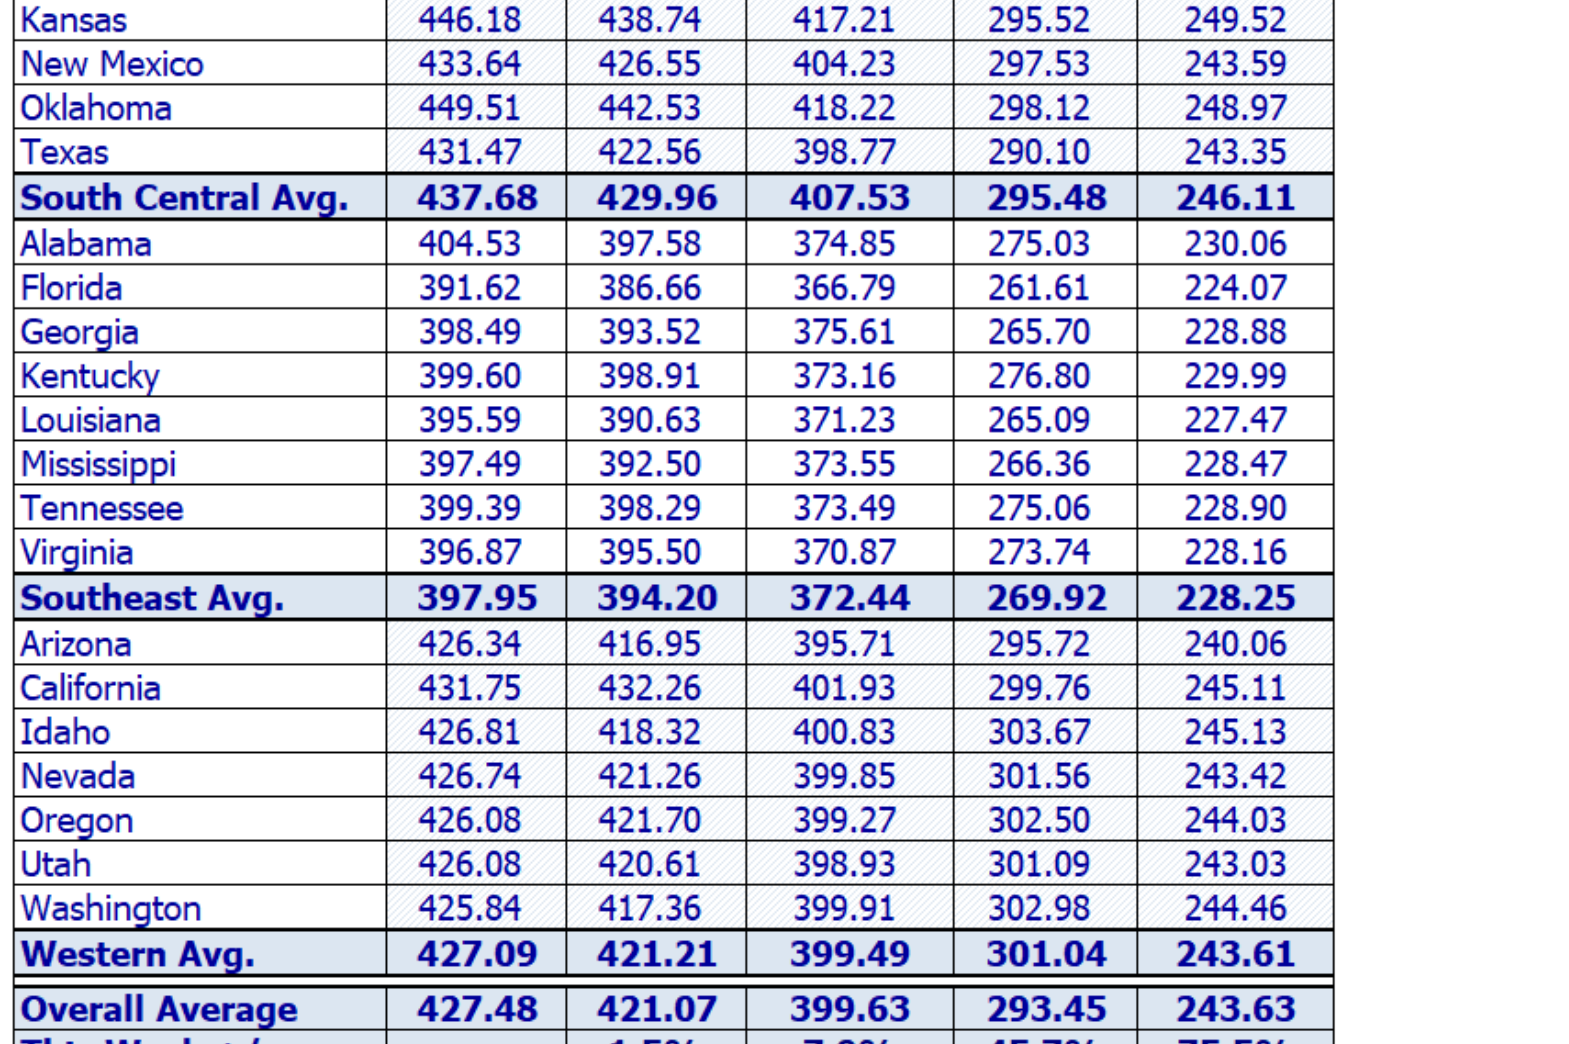 Kansas 446.18 438.74 417.21 295.52 249.52
New Mexico 433.64 426.55 404.23 297.53 243.59
Oklahoma 449.51 442.53 418.22 298.12 248.97
Texas 431.47 422.56 398.77 290.10 243.35
South Central Avg. 437.68 429.96 407.53 295.48 246.11
Alabama 404.53 397.58 374.85 275.03 230.06
Florida 391.62 386.66 366.79 261.61 224.07
Georgia 398.49 393.52 375.61 265.70 228.88
Kentucky 399.60 398.91 373.16 276.80 229.99
Louisiana 395.59 390.63 371.23 265.09 227.47
Mississippi 397.49 392.50 373.55 266.36 228.47
Tennessee 399.39 398.29 373.49 275.06 228.90
Virginia 396.87 395.50 370.87 273.74 228.16
Southeast Avg. 397.95 394.20 372.44 269.92 228.25
Arizona 426.34 416.95 395.71 295.72 240.06
California 431.75 432.26 401.93 299.76 245.11
Idaho 426.81 418.32 400.83 303.67 245.13
Nevada 426.74 421.26 399.85 301.56 243.42
Oregon 426.08 421.70 399.27 302.50 244.03
Utah 426.08 420.61 398.93 301.09 243.03
Washington 425.84 417.36 399.91 302.98 244.46
Western Avg. 427.09 421.21 399.49 301.04 243.61
Overall Average 427.48 421.07 399.63 293.45 243.63